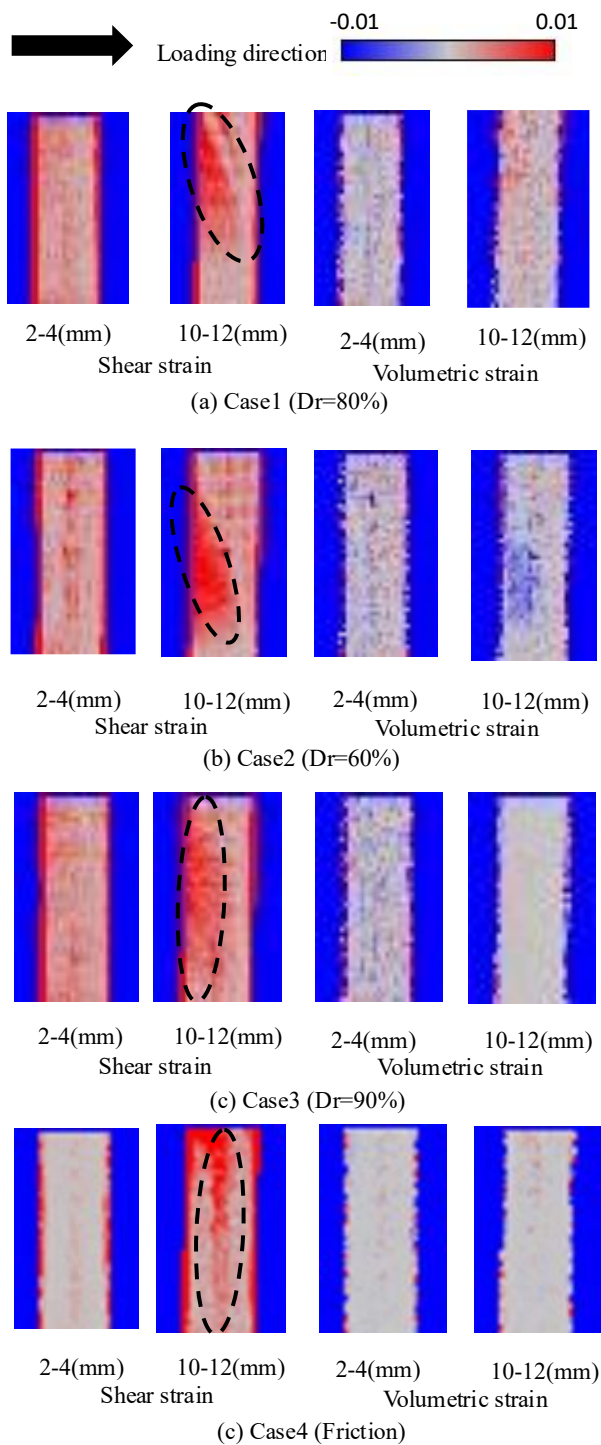 -0.01 0.01
Loading direction
2-4(mm) 10-12(mm) 2-4(mm) 10-12(mm)
Shear strain Volumetric strain
(a) Case1 (Dr=80%)
2-4(mm) 10-12(mm) 2-4(mm) 10-12(mm)
Shear strain Volumetric strain
(b) Case2 (Dr=60%)
2-4(mm) 10-12(mm) 2-4(mm) 10-12(mm)
Shear strain Volumetric strain
(c) Case3 (Dr=90%)
2-4(mm) 10-12(mm) 2-4(mm) 10-12(mm)
Shear strain Volumetric strain
(c) Case4 (Friction)